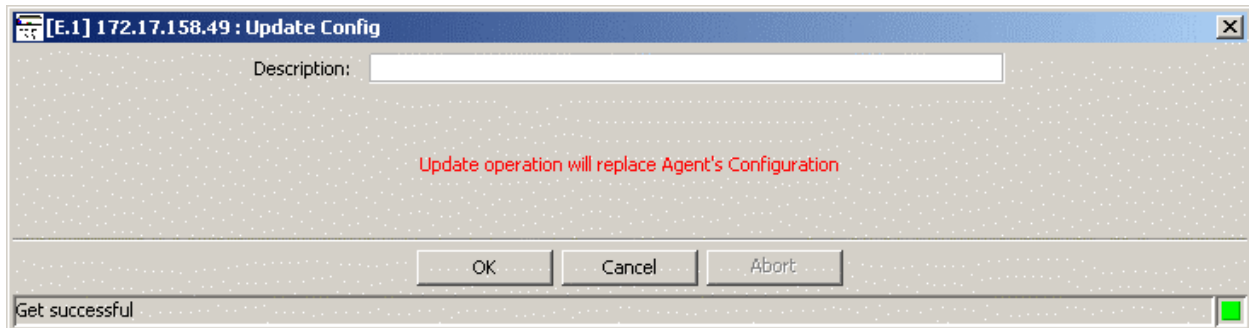 [E.1] 172.17.158.49 : Update Config
Description:
Update operation will replace Agent's Configuration
OK Cancel Abort
Get successful